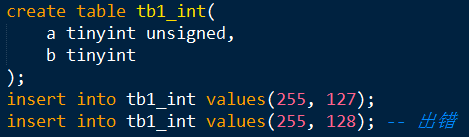 create table tb1_int(
    a tinyint unsigned,
    b tinyint
);
insert into tb1_int values(255, 127);
insert into tb1_int values(255, 128); -- 出错